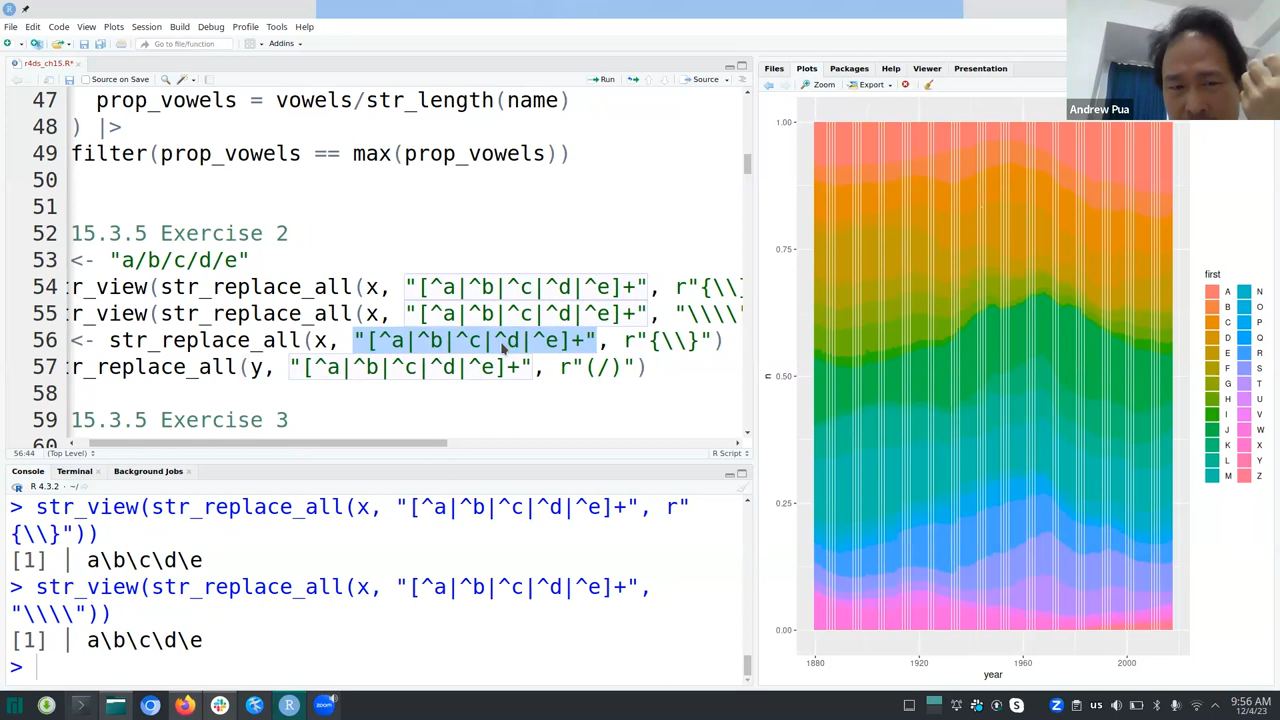 File Edit Code View Plots Session Build Debug Profile Tools Help
Go to file/function Addins
r4ds_ch15.R*
Source on Save Run Source
47 prop_vowels = vowels/str_length(name)
48 ) |>
49 filter(prop_vowels == max(prop_vowels))
50
51
52 15.3.5 Exercise 2
53 <- "a/b/c/d/e"
54 tr_view(str_replace_all(x, "[^a|^b|^c|^d|^e]+", r"{\\}
55 tr_view(str_replace_all(x, "[^a|^b|^c|^d|^e]+", "\\\\"
56 <- str_replace_all(x, "[^a|^b|^c|^d|^e]+", r"{\\}")
57 tr_replace_all(y, "[^a|^b|^c|^d|^e]+", r"(/)")
58
59 15.3.5 Exercise 3
60
56:44 (Top Level) R Script
Console Terminal Background Jobs
R 4.3.2 · ~/
> str_view(str_replace_all(x, "[^a|^b|^c|^d|^e]+", r"
{\\}"))
[1] | a\b\c\d\e
> str_view(str_replace_all(x, "[^a|^b|^c|^d|^e]+",
"\\\\"))
[1] | a\b\c\d\e
>
Andrew Pua
Files Plots Packages Help Viewer Presentation
Zoom Export
1.00
0.75
0.50
0.25
0.00
n
1880 1920 1960 2000
year
first
A N
B O
C P
D Q
E R
F S
G T
H U
I V
J W
K X
L Y
M Z
zoom
us
9:56 AM
12/4/23